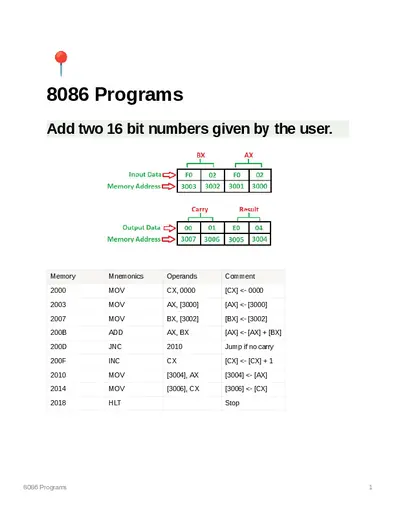 8086 Programs
Add two 16 bit numbers given by the user.
BX AX
Input Data F0 02 F0 02
Memory Address 3003 3002 3001 3000
Carry Result
Output Data 00 01 E0 04
Memory Address 3007 3006 3005 3004
Memory Mnemonics Operands Comment
2000 MOV CX, 0000 [CX] <- 0000
2003 MOV AX, [3000] [AX] <- [3000]
2007 MOV BX, [3002] [BX] <- [3002]
200B ADD AX, BX [AX] <- [AX] + [BX]
200D JNC 2010 Jump if no carry
200F INC CX [CX] <- [CX] + 1
2010 MOV [3004], AX [3004] <- [AX]
2014 MOV [3006], CX [3006] <- [CX]
2018 HLT Stop
8086 Programs 1